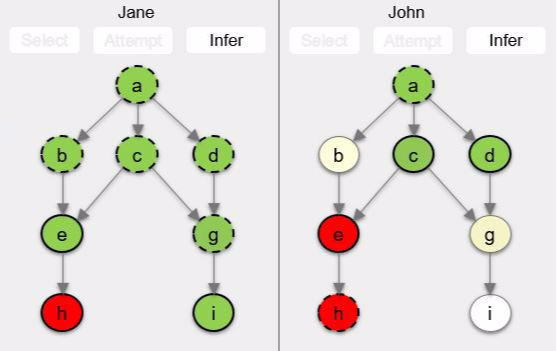 Jane
Select Attempt Infer
a
b c d
e g
h i
John
Select Attempt Infer
a
b c d
e g
h i